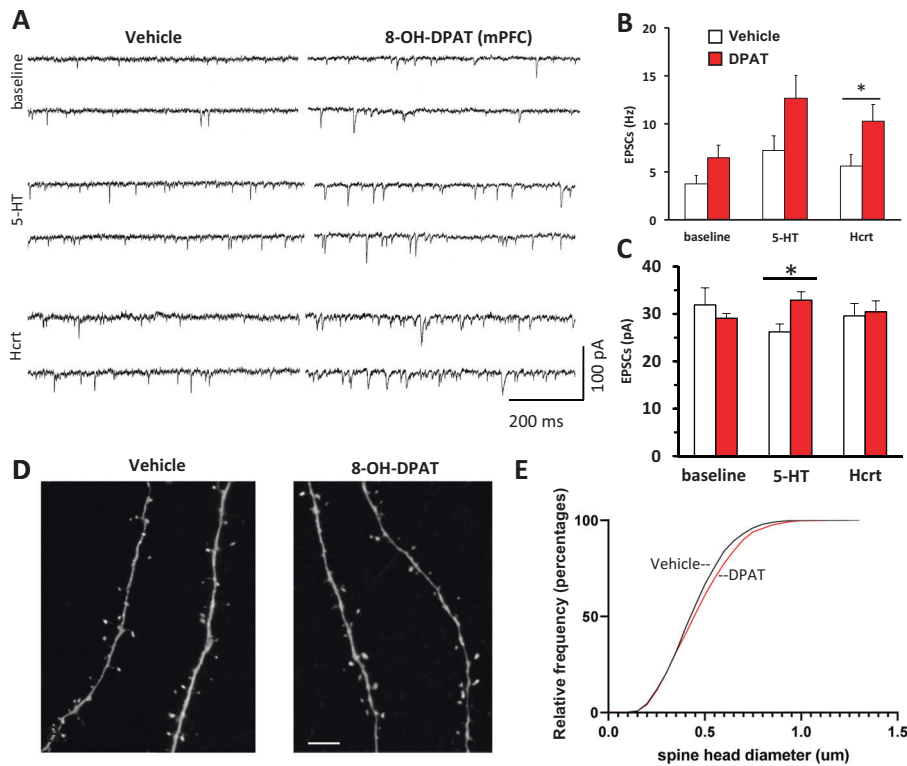 A
Vehicle
8-OH-DPAT (mPFC)
baseline
5-HT
Hcrt
100 pA
200 ms
B
Vehicle
DPAT
EPSCs (Hz)
20
15
10
5
0
*
baseline 5-HT Hcrt
C
EPSCs (pA)
40
30
20
10
0
*
baseline 5-HT Hcrt
D
Vehicle
8-OH-DPAT
E
Relative frequency (percentages)
100
50
0
Vehicle--
--DPAT
0.0 0.5 1.0 1.5
spine head diameter (um)